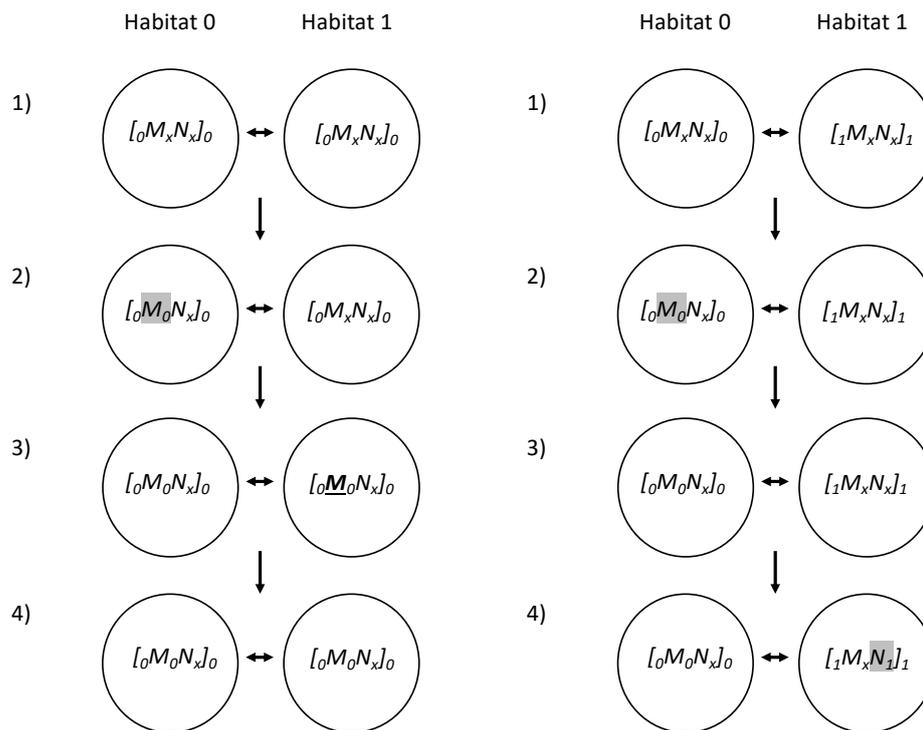 Habitat 0 Habitat 1 Habitat 0 Habitat 1
1) [₀MₓNₓ]₀ [₀MₓNₓ]₀ 1) [₀MₓNₓ]₀ [₁MₓNₓ]₁
2) [₀M₀Nₓ]₀ [₀MₓNₓ]₀ 2) [₀M₀Nₓ]₀ [₁MₓNₓ]₁
3) [₀M₀Nₓ]₀ [₀M₀Nₓ]₀ 3) [₀M₀Nₓ]₀ [₁MₓNₓ]₁
4) [₀M₀Nₓ]₀ [₀M₀Nₓ]₀ 4) [₀M₀Nₓ]₀ [₁MₓN₁]₁